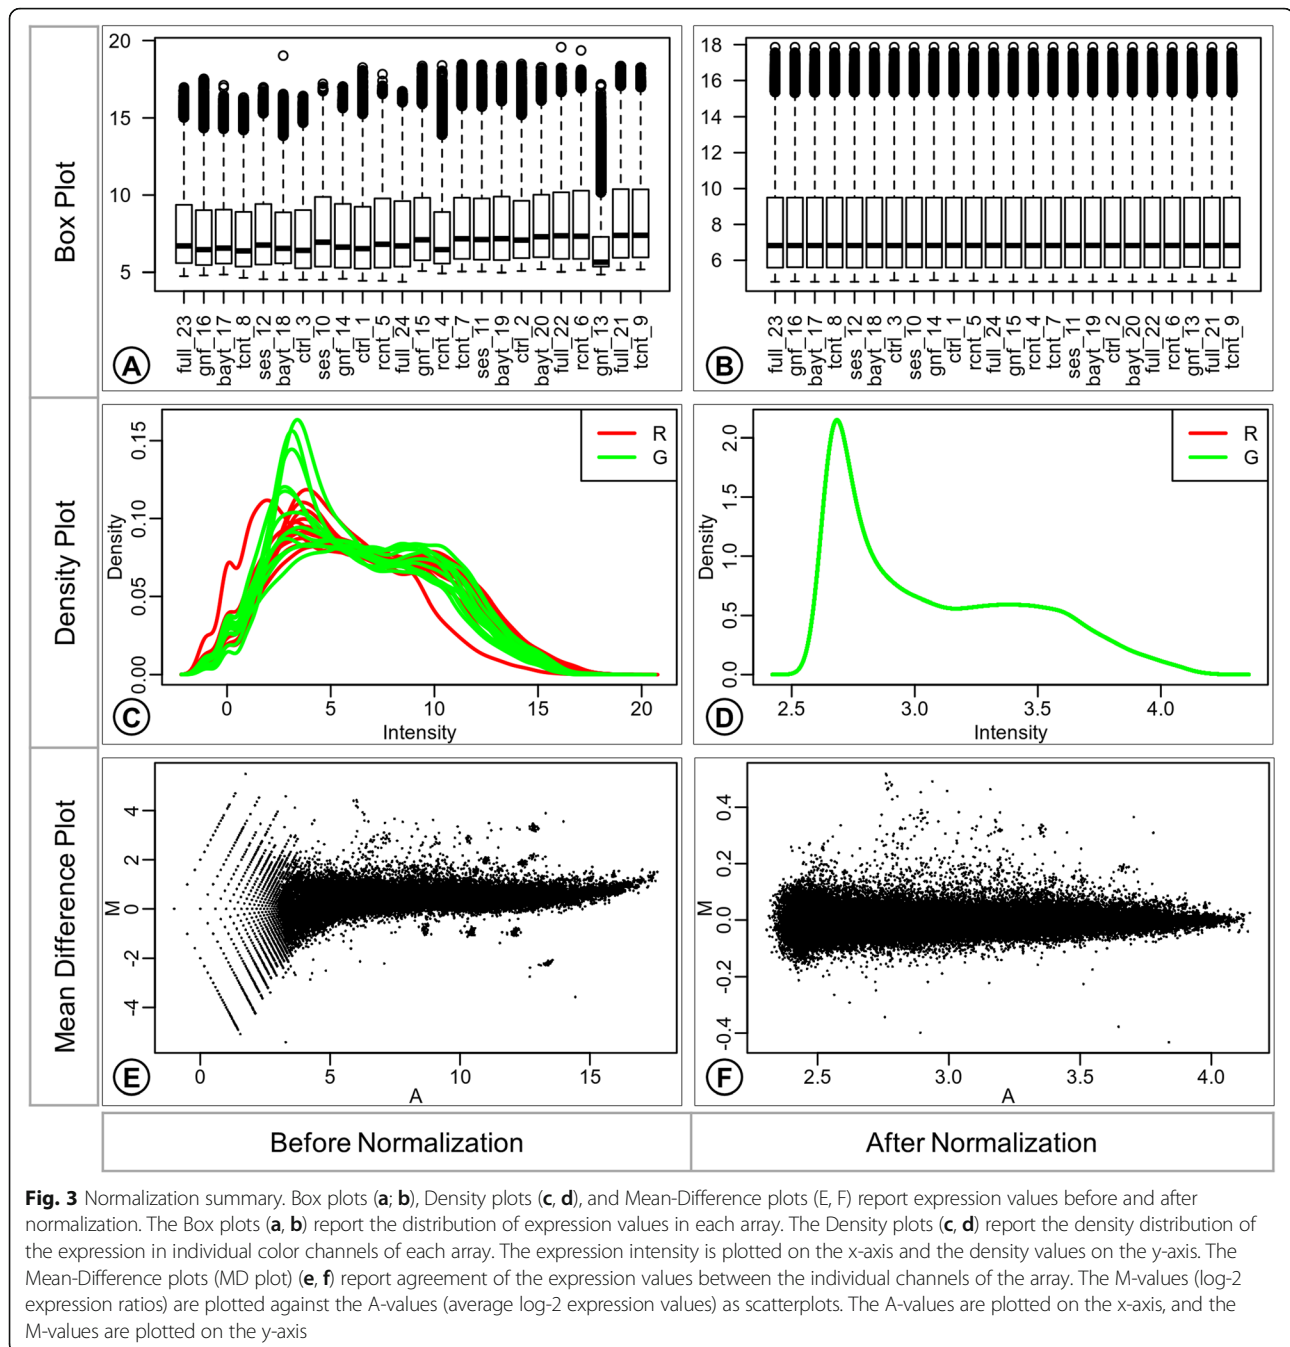 Box Plot
20
15
10
5
full_23
gnf_16
bayt_17
tcnt_8
ses_12
bayt_18
ctrl_3
ses_10
gnf_14
ctrl_1
rcnt_5
full_24
gnf_15
rcnt_4
tcnt_7
ses_11
bayt_19
ctrl_2
bayt_20
full_22
rcnt_6
gnf_13
full_21
tcnt_9
A
18
16
14
12
10
8
6
full_23
gnf_16
bayt_17
tcnt_8
ses_12
bayt_18
ctrl_3
ses_10
gnf_14
ctrl_1
rcnt_5
full_24
gnf_15
rcnt_4
tcnt_7
ses_11
bayt_19
ctrl_2
bayt_20
full_22
rcnt_6
gnf_13
full_21
tcnt_9
B
Density Plot
Density
0.15
0.10
0.05
0.00
R
G
0 5 10 15 20
Intensity
C
Density
2.0
1.5
1.0
0.5
0.0
R
G
2.5 3.0 3.5 4.0
Intensity
D
Mean Difference Plot
M
4
2
0
-2
-4
0 5 10 15
A
E
M
0.4
0.2
0.0
-0.2
-0.4
2.5 3.0 3.5 4.0
A
F
Before Normalization
After Normalization
Fig. 3 Normalization summary. Box plots (a; b), Density plots (c, d), and Mean-Difference plots (E, F) report expression values before and after
normalization. The Box plots (a, b) report the distribution of expression values in each array. The Density plots (c, d) report the density distribution of
the expression in individual color channels of each array. The expression intensity is plotted on the x-axis and the density values on the y-axis. The
Mean-Difference plots (MD plot) (e, f) report agreement of the expression values between the individual channels of the array. The M-values (log-2
expression ratios) are plotted against the A-values (average log-2 expression values) as scatterplots. The A-values are plotted on the x-axis, and the
M-values are plotted on the y-axis